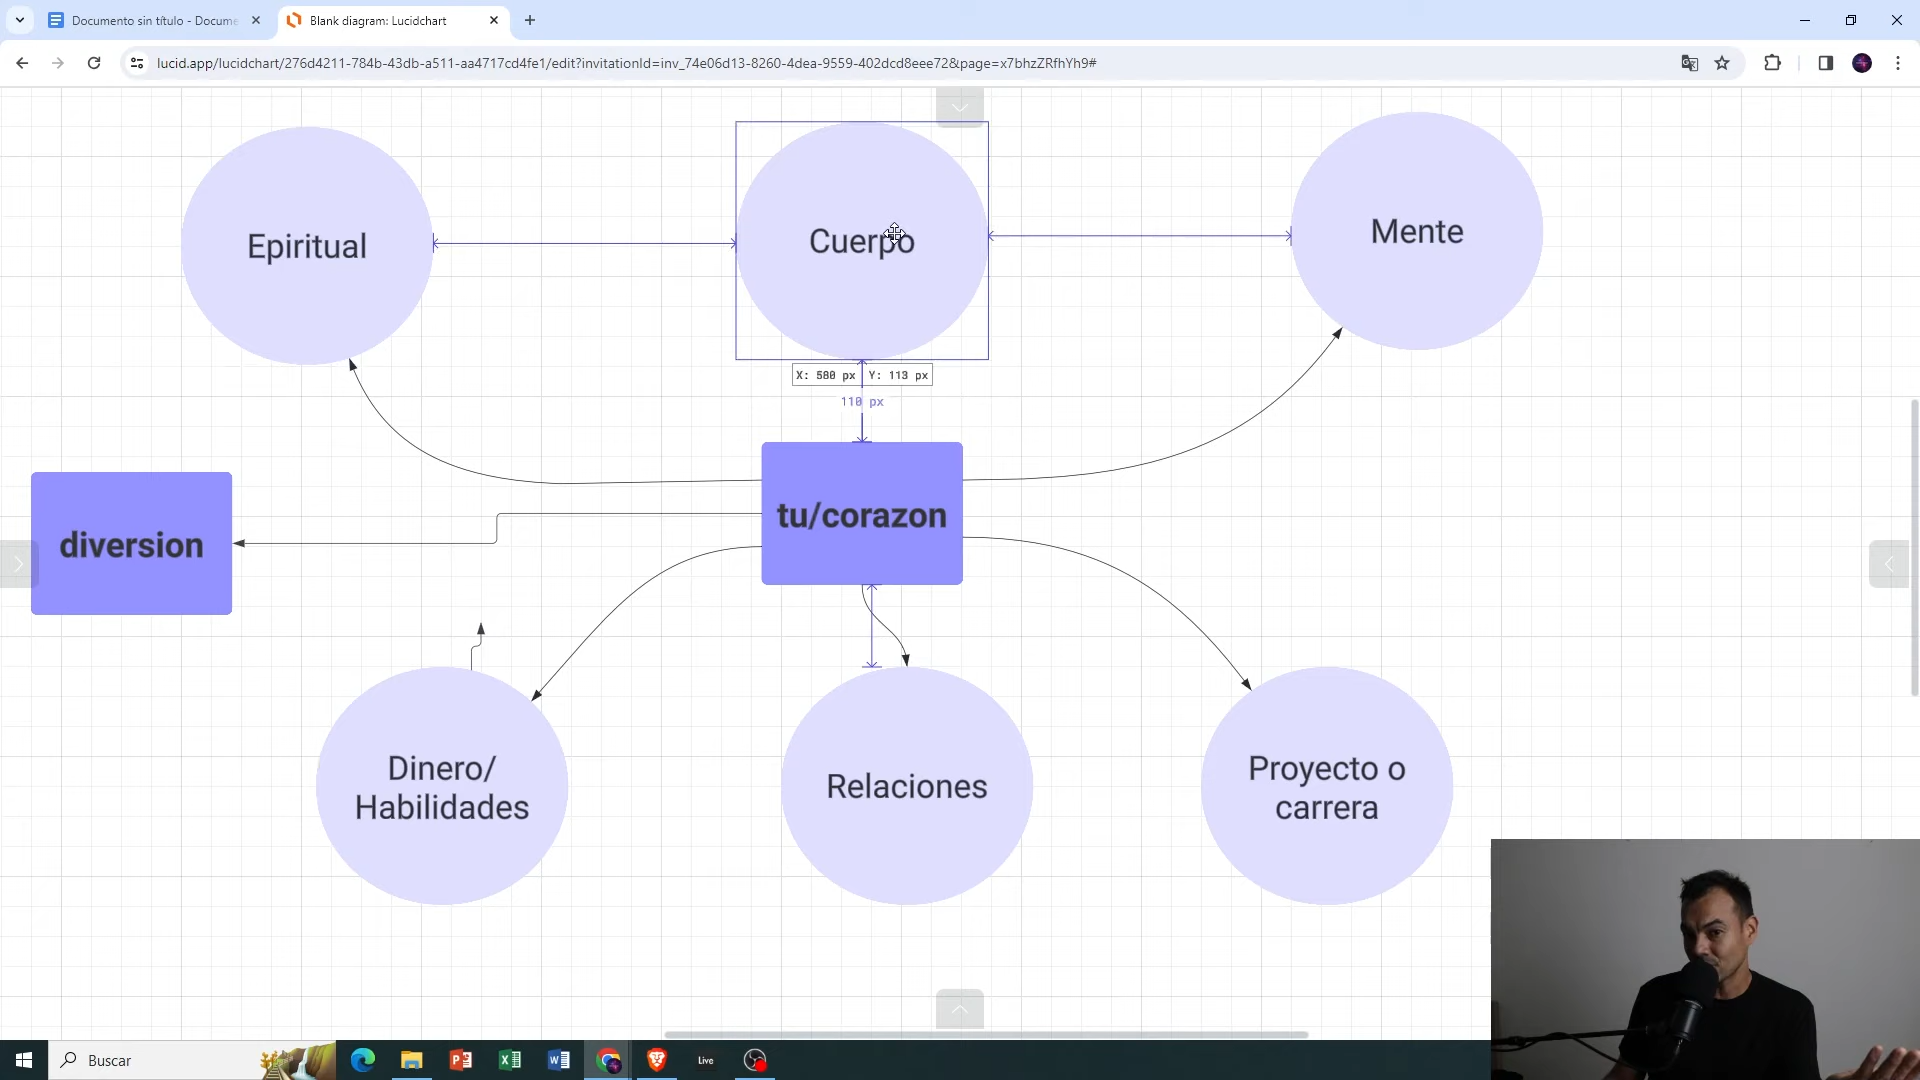 Documento sin título - Docume
Blank diagram: Lucidchart
lucid.app/lucidchart/276d4211-784b-43db-a511-aa4717cd4fe1/edit?invitationId=inv_74e06d13-8260-4dea-9559-402dcd8eee72&page=x7bhzZRfhYh9#
Epiritual
Cuerpo
Mente
X: 580 px Y: 113 px
110 px
tu/corazon
diversion
Dinero/
Habilidades
Relaciones
Proyecto o
carrera
Buscar
Live